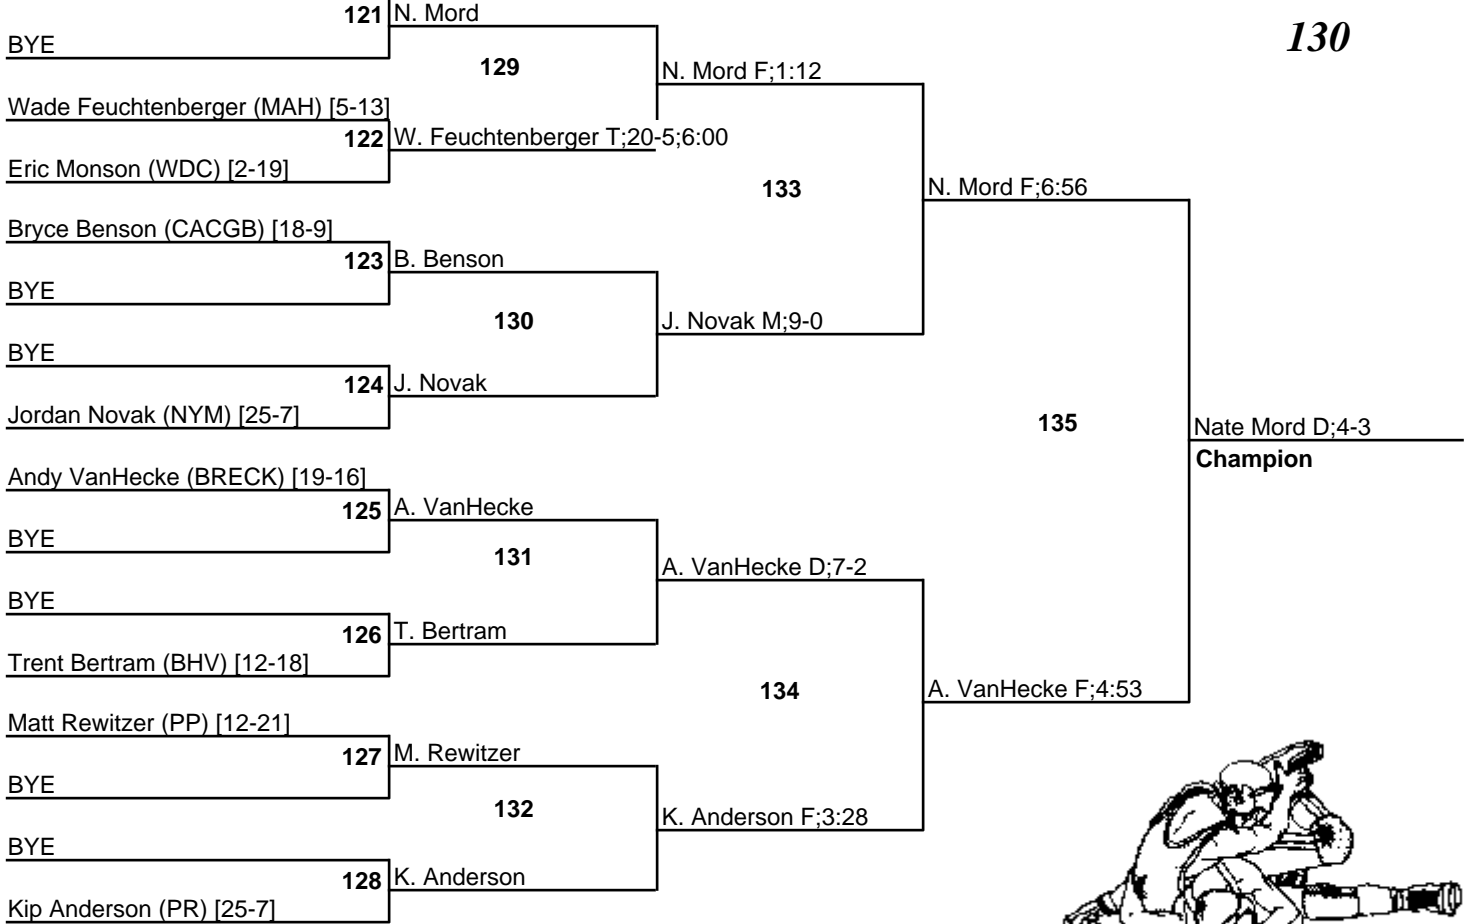 121 N. Mord
130
BYE
129
N. Mord F;1:12
Wade Feuchtenberger (MAH) [5-13]
122 W. Feuchtenberger T;20-5;6:00
Eric Monson (WDC) [2-19]
133
N. Mord F;6:56
Bryce Benson (CACGB) [18-9]
123 B. Benson
BYE
130
J. Novak M;9-0
BYE
124 J. Novak
Jordan Novak (NYM) [25-7]
135
Nate Mord D;4-3
Champion
Andy VanHecke (BRECK) [19-16]
125 A. VanHecke
BYE
131
A. VanHecke D;7-2
BYE
126 T. Bertram
Trent Bertram (BHV) [12-18]
134
A. VanHecke F;4:53
Matt Rewitzer (PP) [12-21]
127 M. Rewitzer
BYE
132
K. Anderson F;3:28
BYE
128 K. Anderson
Kip Anderson (PR) [25-7]